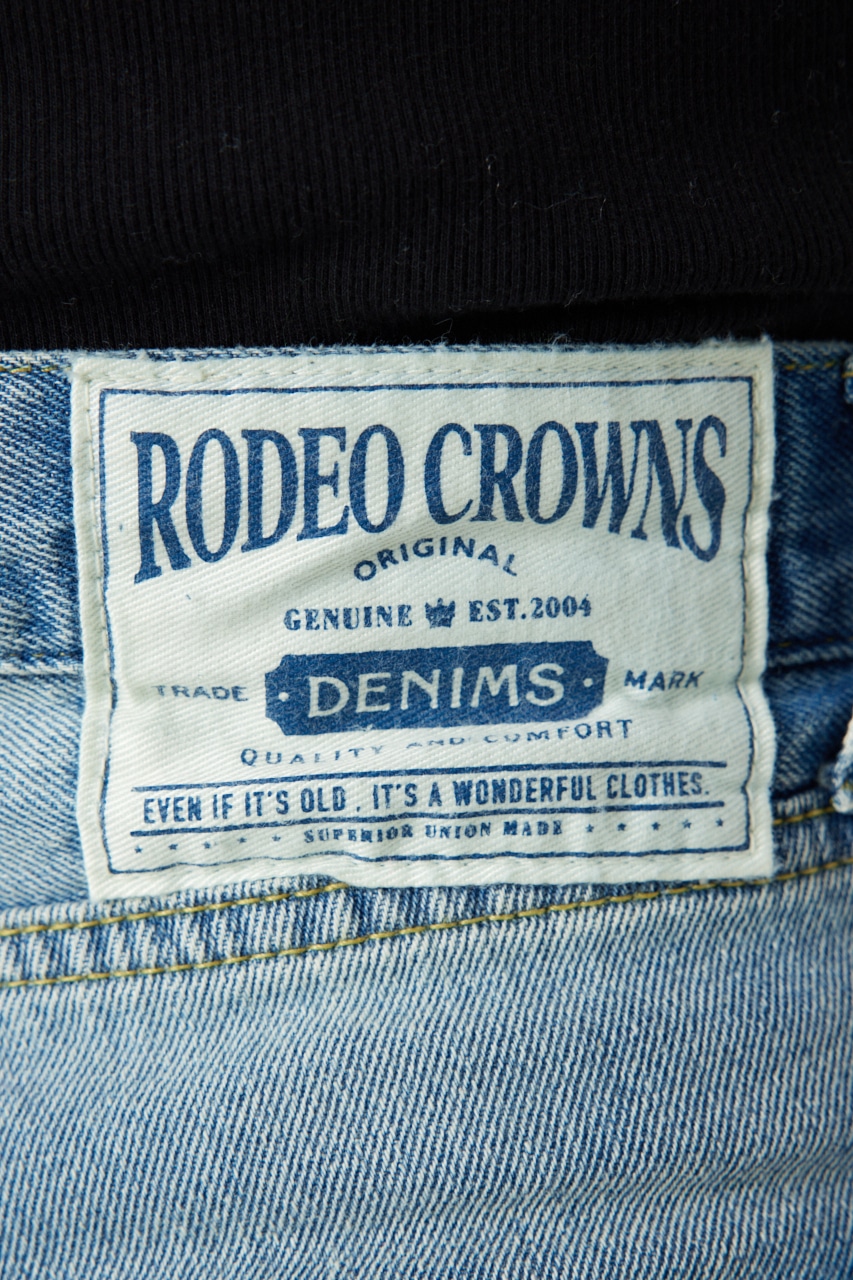 RODEO CROWNS
ORIGINAL
GENUINE EST.2004
TRADE · DENIMS · MARK
QUALITY AND COMFORT
EVEN IF IT'S OLD . IT'S A WONDERFUL CLOTHES.
SUPERIOR UNION MADE